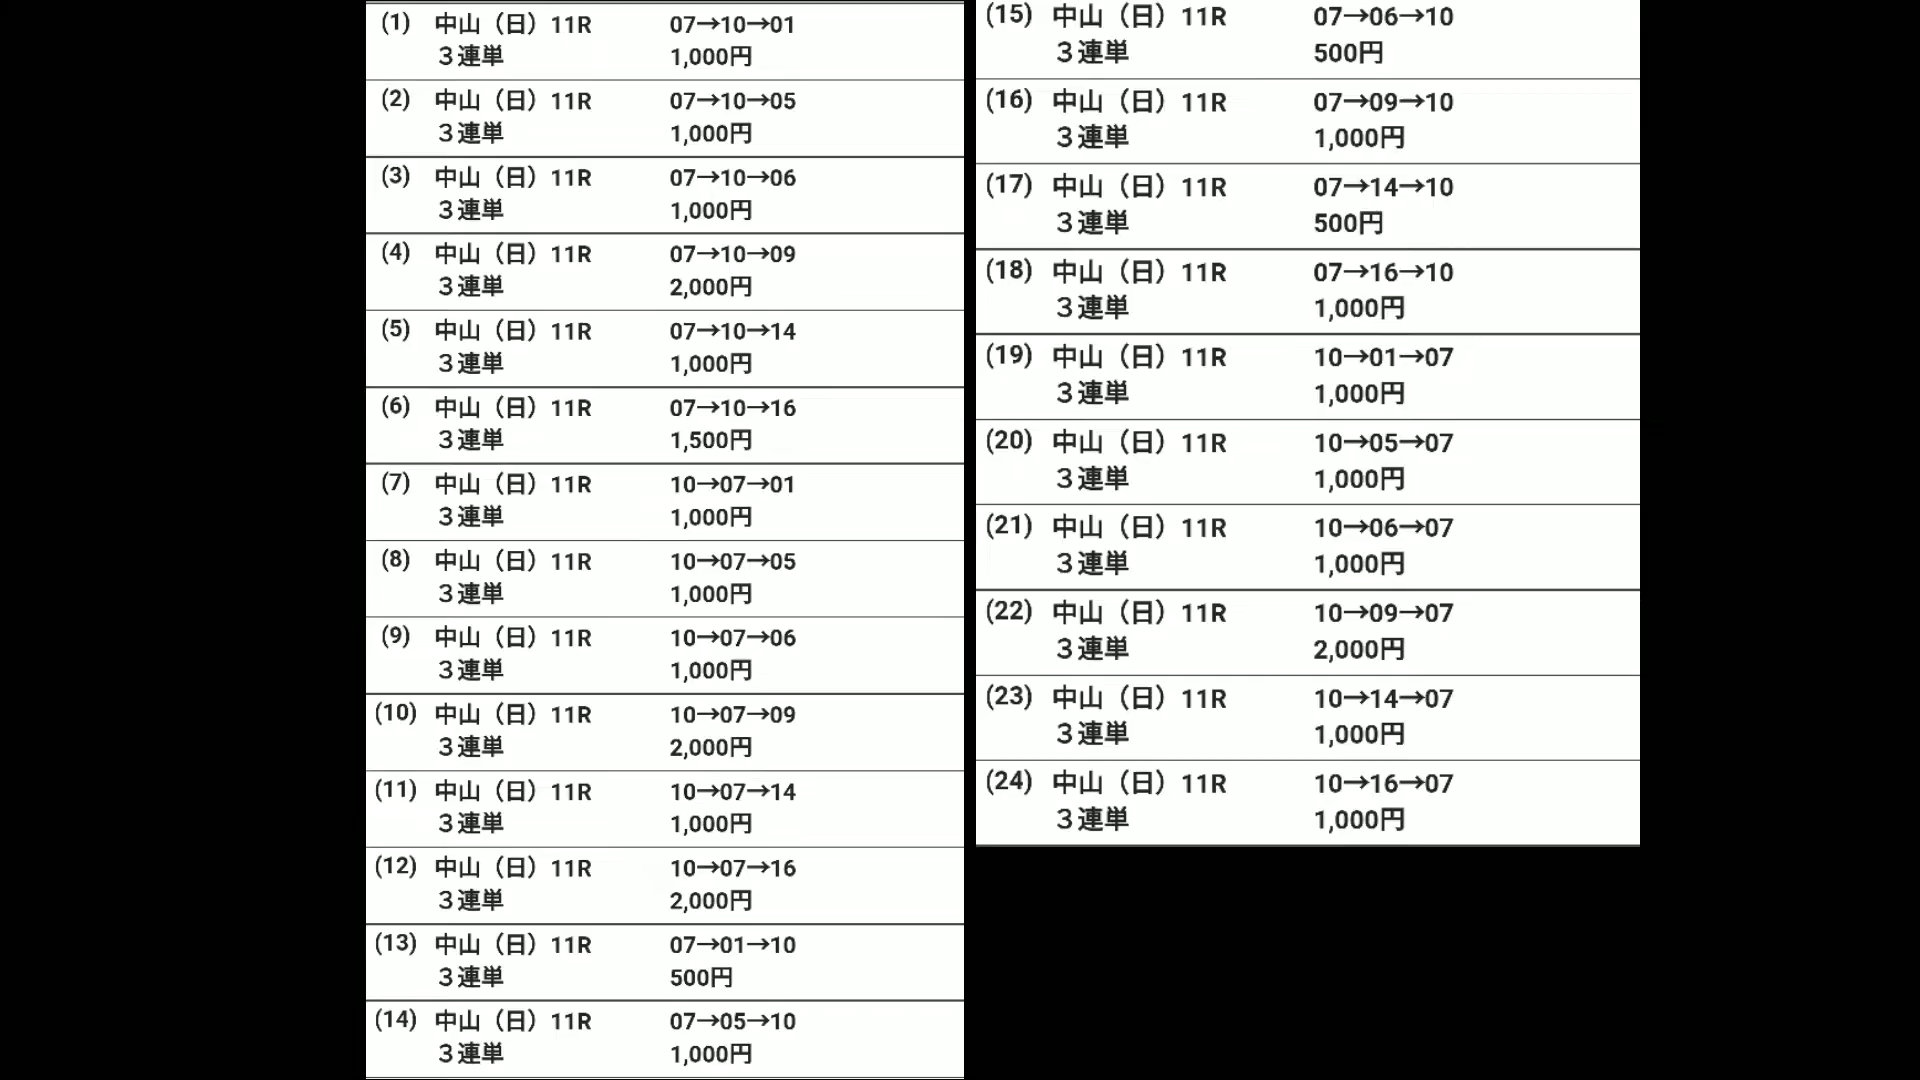 (1) 中山（日）11R 07→10→01
３連単 1,000円
(2) 中山（日）11R 07→10→05
３連単 1,000円
(3) 中山（日）11R 07→10→06
３連単 1,000円
(4) 中山（日）11R 07→10→09
３連単 2,000円
(5) 中山（日）11R 07→10→14
３連単 1,000円
(6) 中山（日）11R 07→10→16
３連単 1,500円
(7) 中山（日）11R 10→07→01
３連単 1,000円
(8) 中山（日）11R 10→07→05
３連単 1,000円
(9) 中山（日）11R 10→07→06
３連単 1,000円
(10) 中山（日）11R 10→07→09
３連単 2,000円
(11) 中山（日）11R 10→07→14
３連単 1,000円
(12) 中山（日）11R 10→07→16
３連単 2,000円
(13) 中山（日）11R 07→01→10
３連単 500円
(14) 中山（日）11R 07→05→10
３連単 1,000円
(15) 中山（日）11R 07→06→10
３連単 500円
(16) 中山（日）11R 07→09→10
３連単 1,000円
(17) 中山（日）11R 07→14→10
３連単 500円
(18) 中山（日）11R 07→16→10
３連単 1,000円
(19) 中山（日）11R 10→01→07
３連単 1,000円
(20) 中山（日）11R 10→05→07
３連単 1,000円
(21) 中山（日）11R 10→06→07
３連単 1,000円
(22) 中山（日）11R 10→09→07
３連単 2,000円
(23) 中山（日）11R 10→14→07
３連単 1,000円
(24) 中山（日）11R 10→16→07
３連単 1,000円